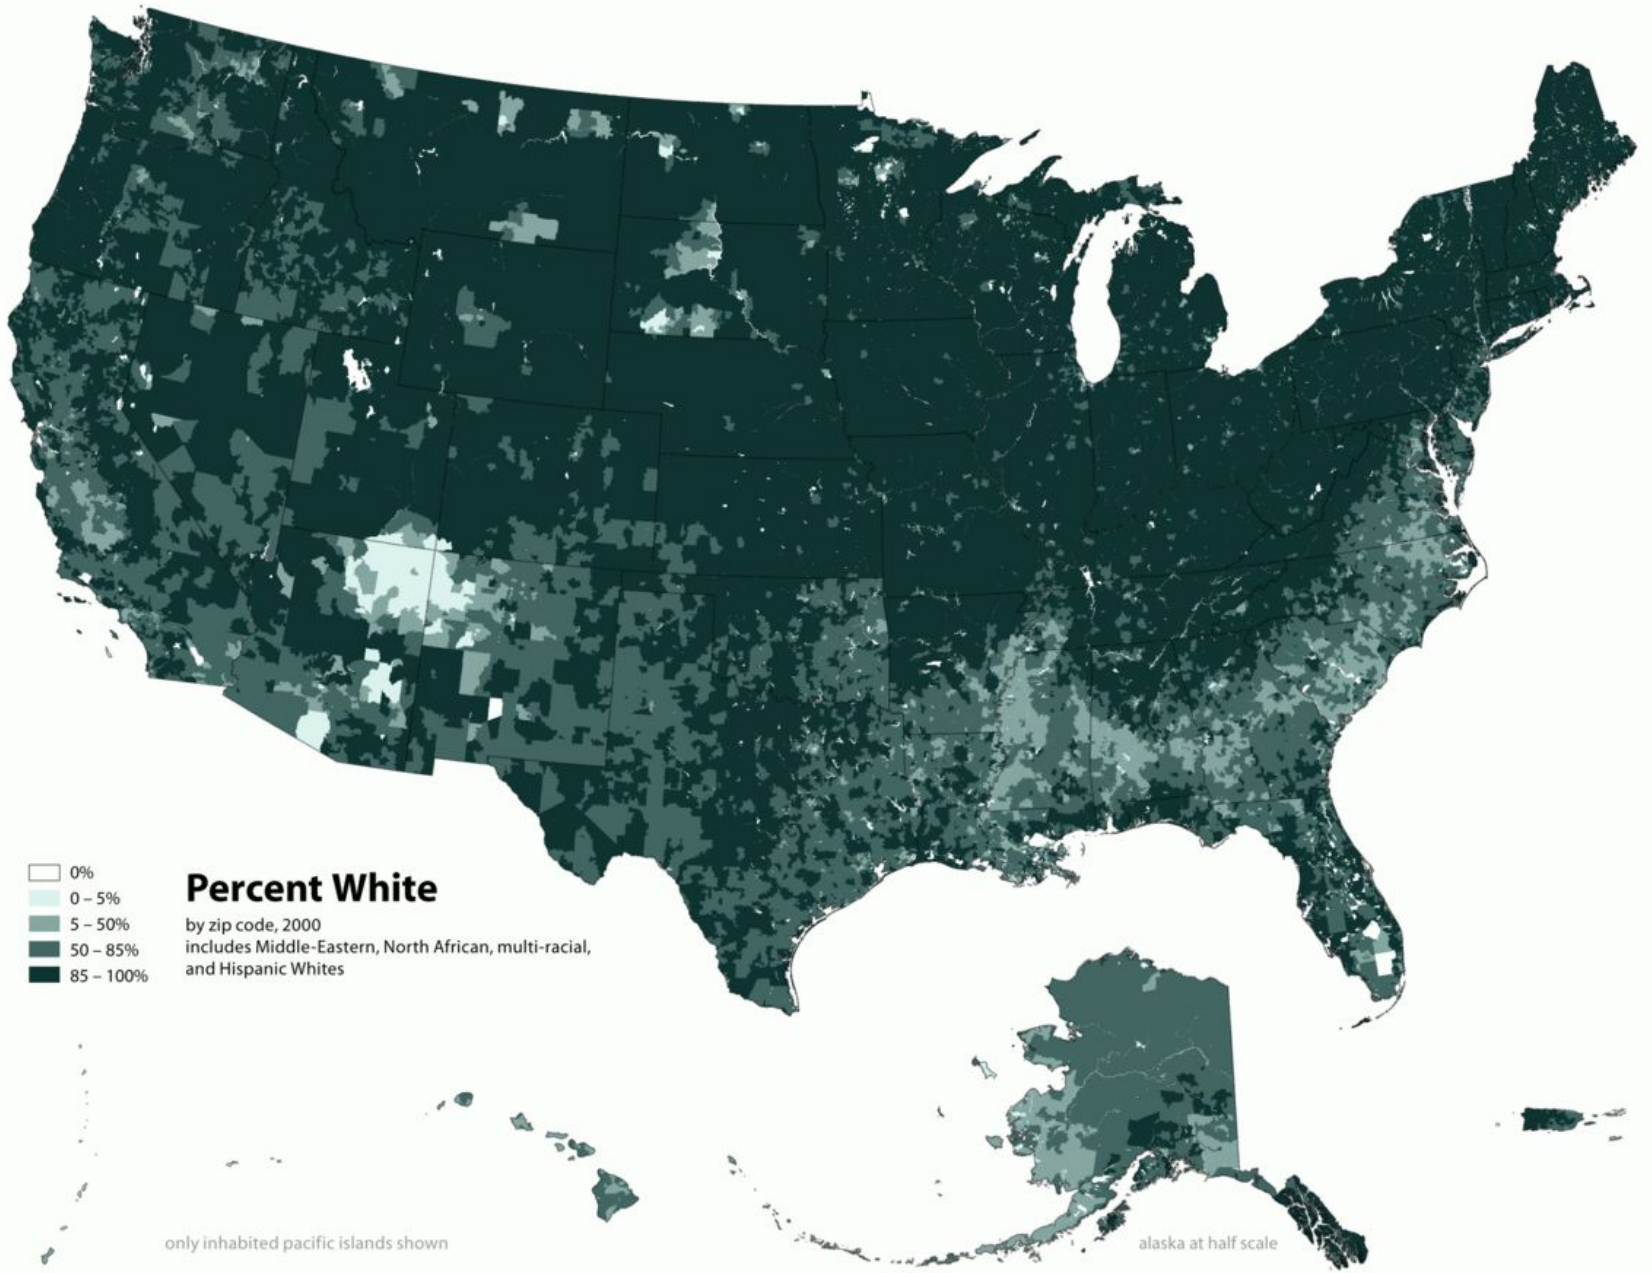 0%
0 – 5%
5 – 50%
50 – 85%
85 – 100%
Percent White
by zip code, 2000
includes Middle-Eastern, North African, multi-racial,
and Hispanic Whites
only inhabited pacific islands shown
alaska at half scale